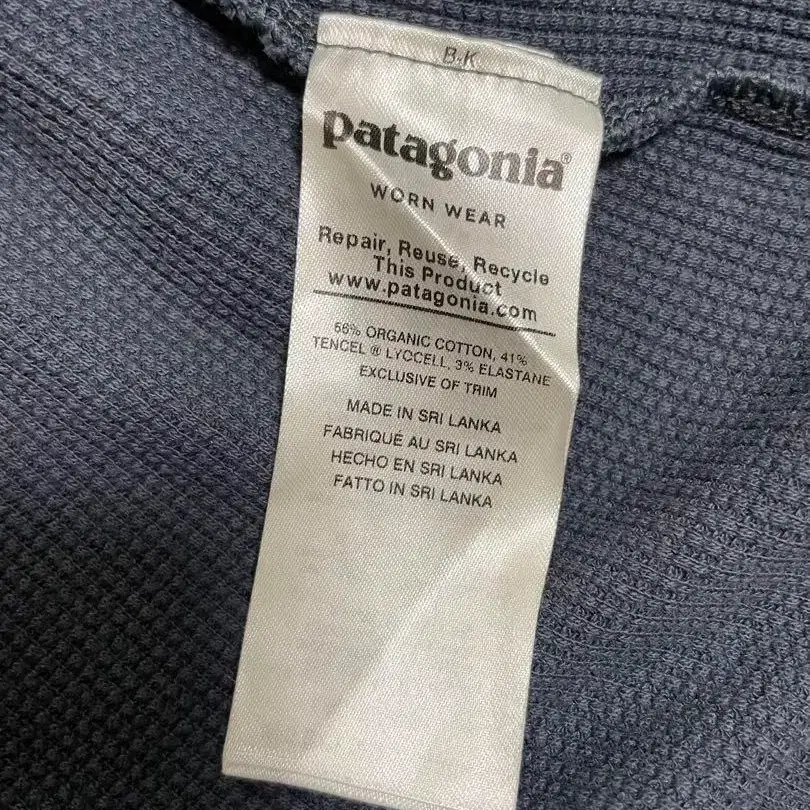 B-K
patagonia®
WORN WEAR
Repair, Reuse, Recycle
This Product
www.patagonia.com
56% ORGANIC COTTON, 41%
TENCEL ® LYOCELL, 3% ELASTANE
EXCLUSIVE OF TRIM
MADE IN SRI LANKA
FABRIQUÉ AU SRI LANKA
HECHO EN SRI LANKA
FATTO IN SRI LANKA